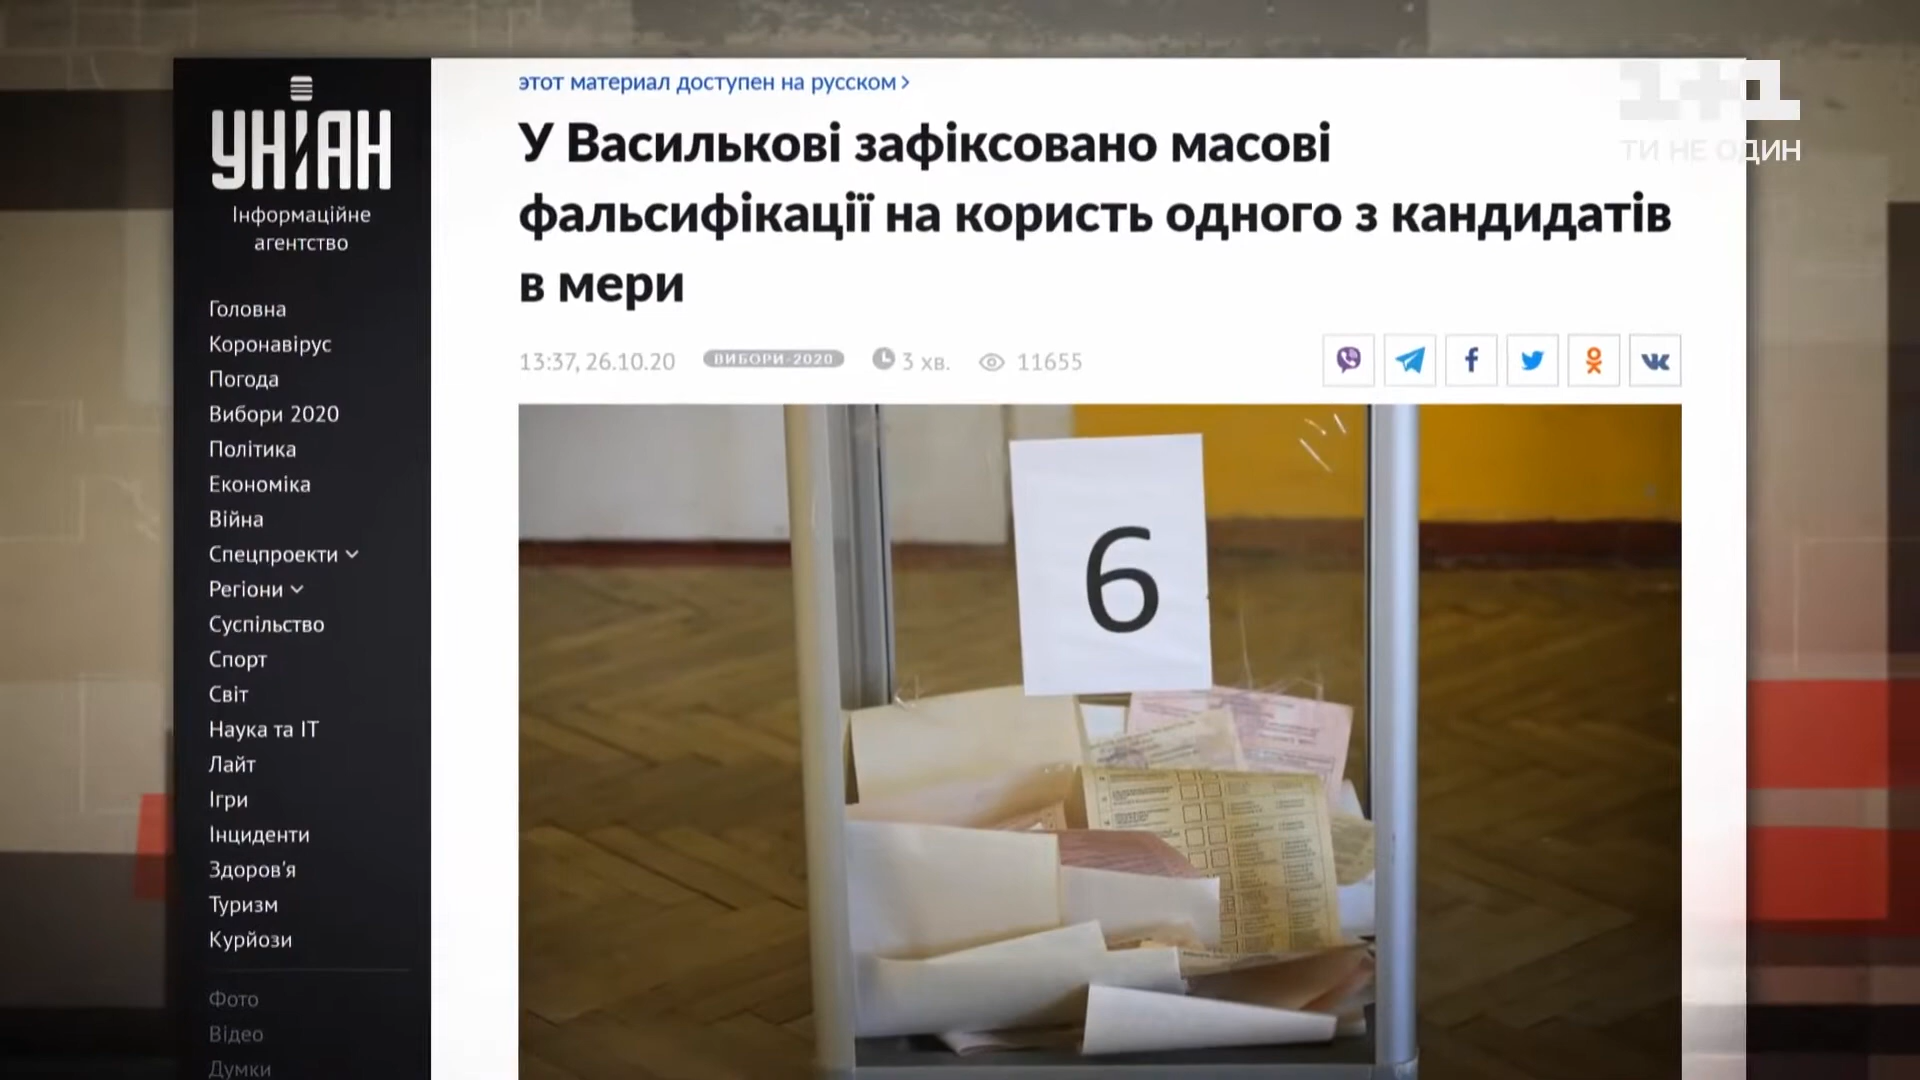 этот материал доступен на русском >
У Василькові зафіксовано масові
фальсифікації на користь одного з кандидатів
в мери
13:37, 26.10.20 ВИБОРИ-2020 3 хв. 11655
УНІАН
Інформаційне
агентство
Головна
Коронавірус
Погода
Вибори 2020
Політика
Економіка
Війна
Спецпроекти
Регіони
Суспільство
Спорт
Світ
Наука та ІТ
Лайт
Ігри
Інциденти
Здоров'я
Туризм
Курйози
Фото
Відео
Думки
6
1+1
ТИ НЕ ОДИН